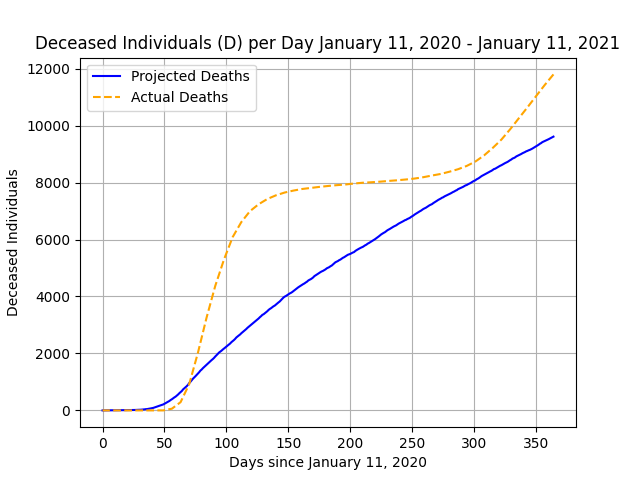 Deceased Individuals (D) per Day January 11, 2020 - January 11, 2021
Projected Deaths
Actual Deaths
Deceased Individuals
12000
10000
8000
6000
4000
2000
0
0 50 100 150 200 250 300 350
Days since January 11, 2020